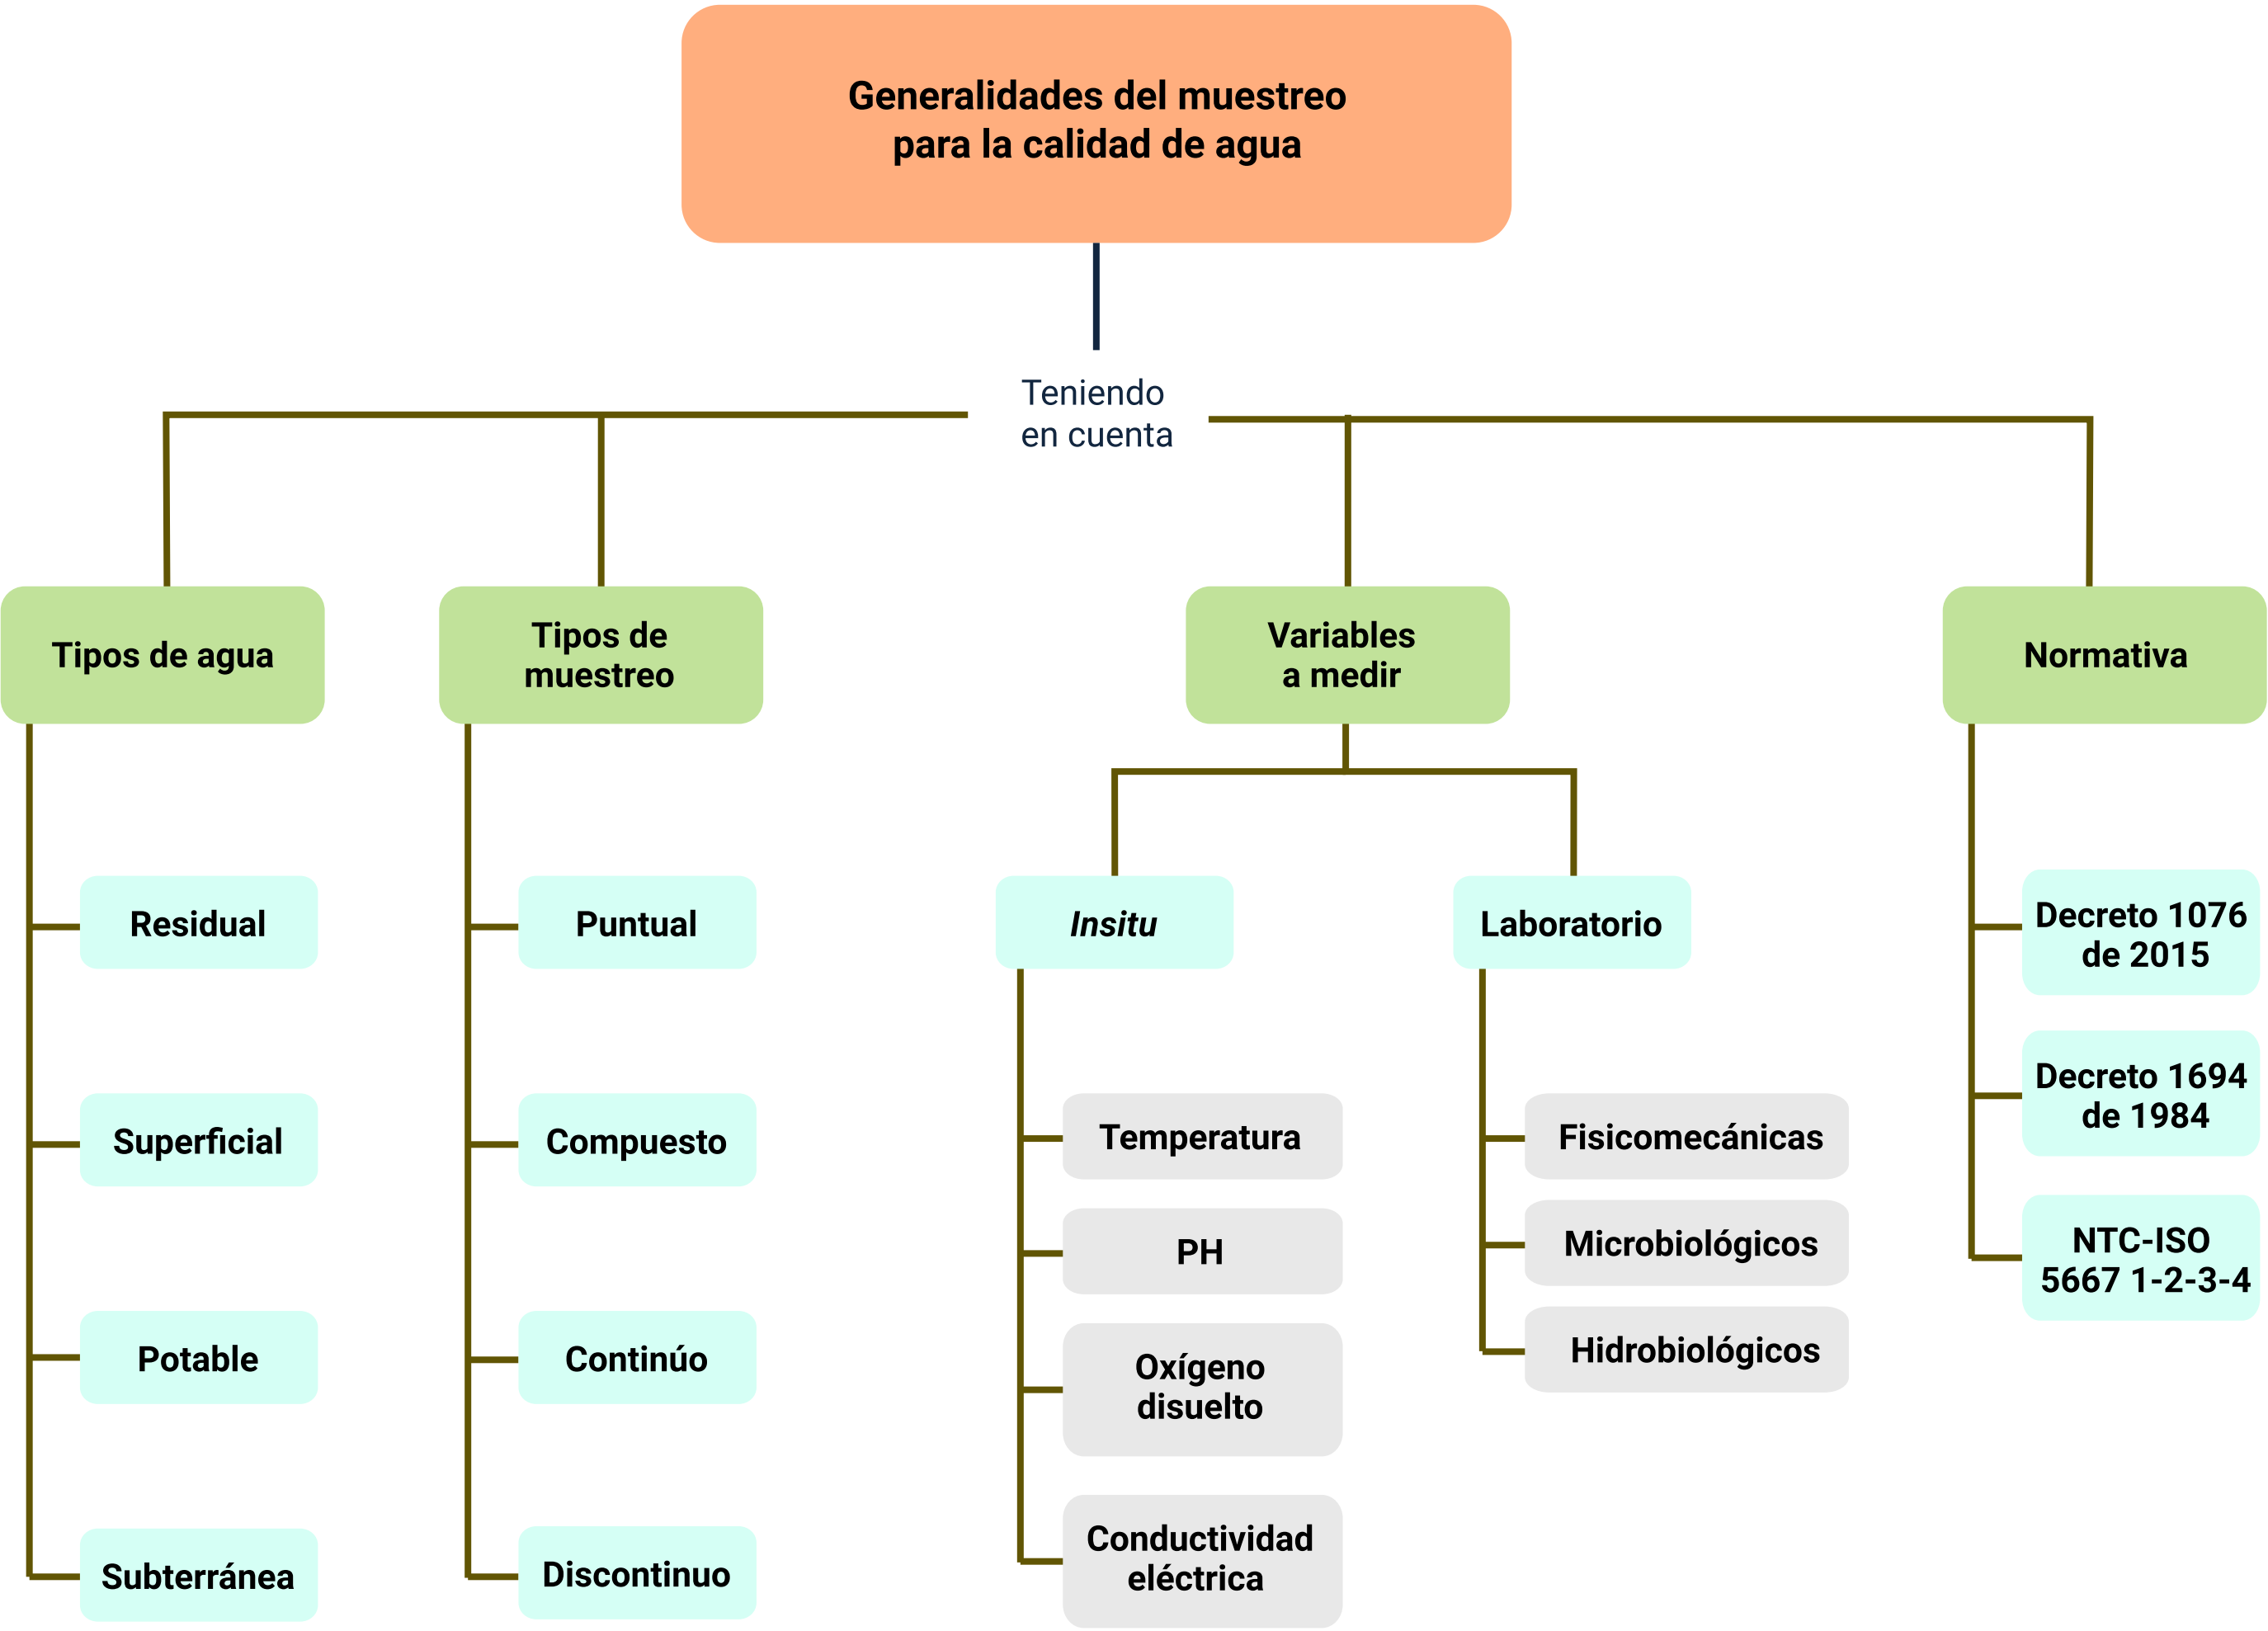 Generalidades del muestreo
para la calidad de agua
Teniendo
en cuenta
Tipos de agua
Residual
Superficial
Potable
Subterránea
Tipos de
muestreo
Puntual
Compuesto
Continúo
Discontinuo
Variables
a medir
Insitu
Temperatura
PH
Oxígeno
disuelto
Conductividad
eléctrica
Laboratorio
Fisicomecánicas
Microbiológicos
Hidrobiológicos
Normativa
Decreto 1076
de 2015
Decreto 1694
de 1984
NTC-ISO
5667 1-2-3-4